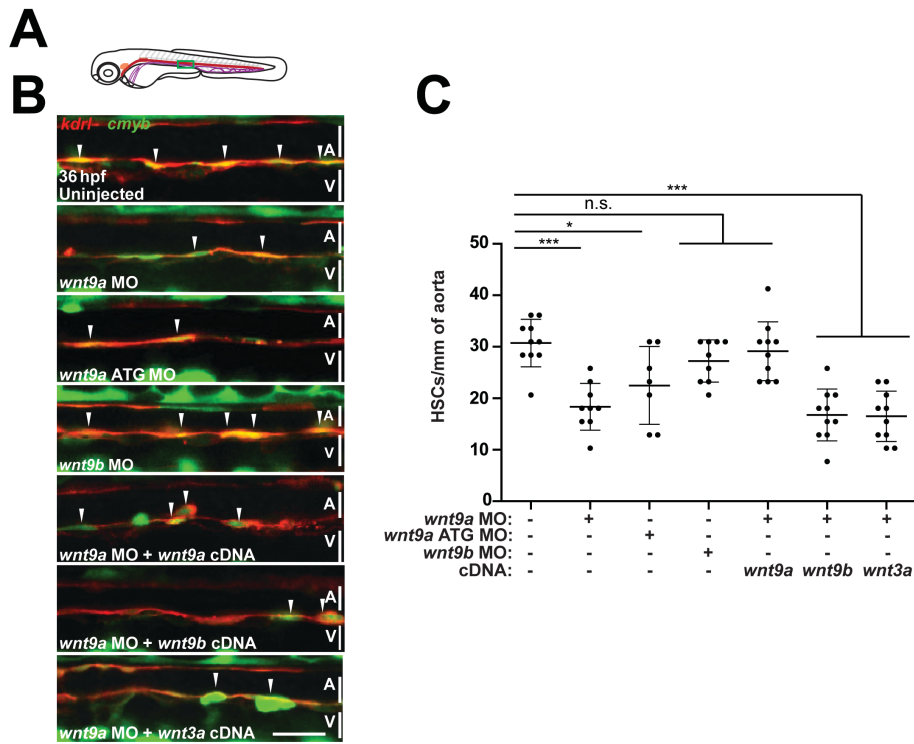 A
B
kdrl- cmyb
A
36 hpf
Uninjected
V
A
V
wnt9a MO
A
V
wnt9a ATG MO
A
V
wnt9b MO
A
V
wnt9a MO + wnt9a cDNA
A
V
wnt9a MO + wnt9b cDNA
A
V
wnt9a MO + wnt3a cDNA
C
***
n.s.
*
***
HSCs/mm of aorta
50
40
30
20
10
0
wnt9a MO: - + - - + + +
wnt9a ATG MO: - - + - - - -
wnt9b MO: - - - + - - -
cDNA: - - - - wnt9a wnt9b wnt3a